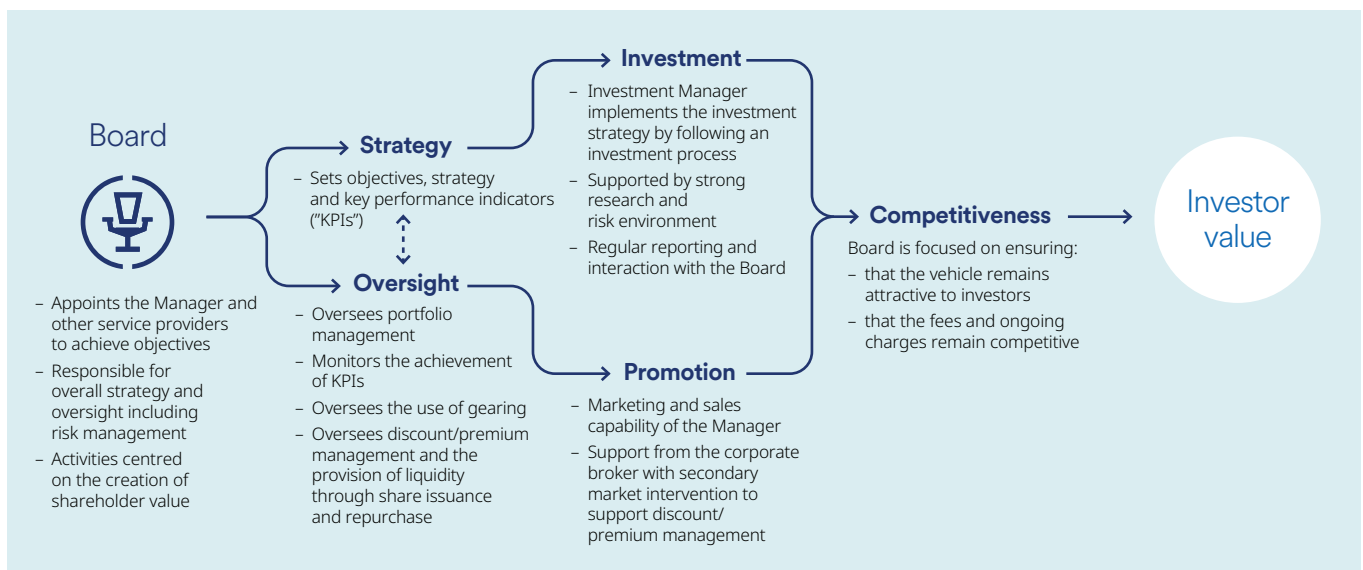 Board
– Appoints the Manager and
other service providers
to achieve objectives
– Responsible for
overall strategy and
oversight including
risk management
– Activities centred
on the creation of
shareholder value
Strategy
– Sets objectives, strategy
and key performance indicators
(”KPIs”)
Oversight
– Oversees portfolio
management
– Monitors the achievement
of KPIs
– Oversees the use of gearing
– Oversees discount/premium
management and the
provision of liquidity
through share issuance
and repurchase
Investment
– Investment Manager
implements the investment
strategy by following an
investment process
– Supported by strong
research and
risk environment
– Regular reporting and
interaction with the Board
Promotion
– Marketing and sales
capability of the Manager
– Support from the corporate
broker with secondary
market intervention to
support discount/
premium management
Competitiveness
Board is focused on ensuring:
– that the vehicle remains
attractive to investors
– that the fees and ongoing
charges remain competitive
Investor
value